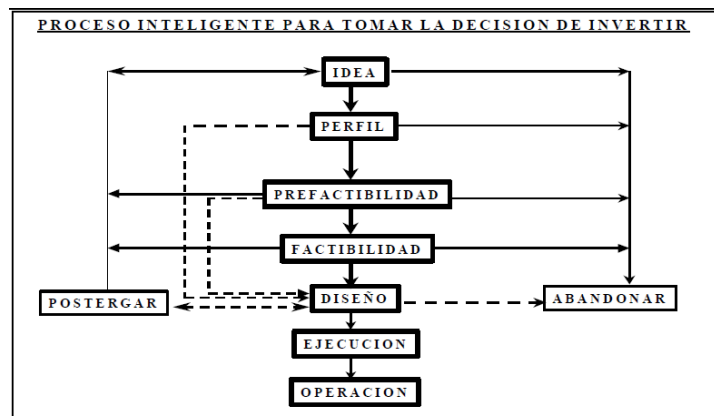 PROCESO INTELIGENTE PARA TOMAR LA DECISION DE INVERTIR
IDEA
PERFIL
PREFACTIBILIDAD
FACTIBILIDAD
POSTERGAR
DISEÑO
ABANDONAR
EJECUCION
OPERACION